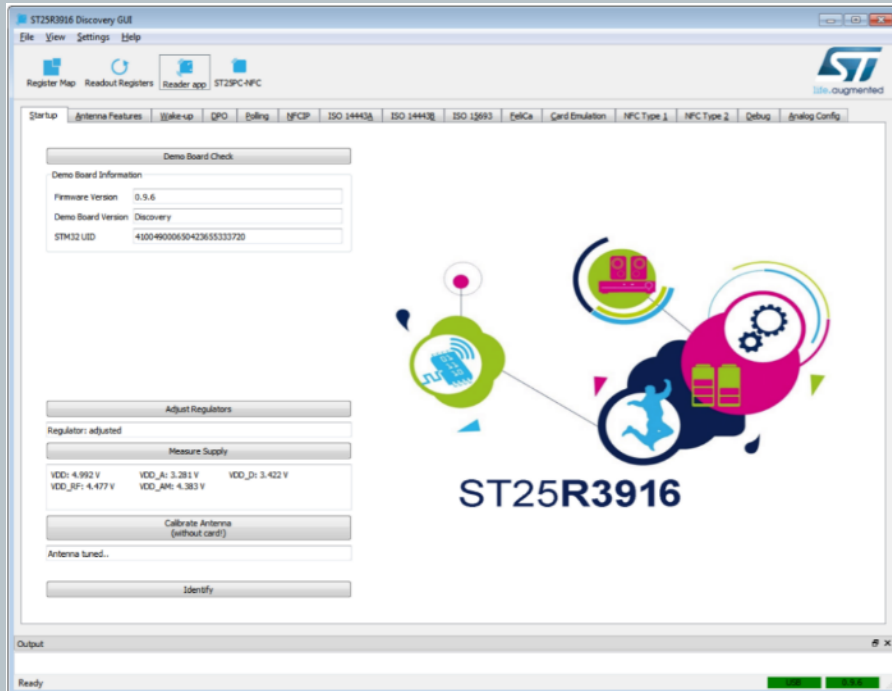 ST25R3916 Discovery GUI
File View Settings Help
Register Map Readout Registers Reader app ST25PC-NFC
ST
life.augmented
Startup Antenna Features Wake-up DPO Polling NFCIP ISO 14443A ISO 14443B ISO 15693 FeliCa Card Emulation NFC Type 1 NFC Type 2 Debug Analog Config
Demo Board Check
Demo Board Information
Firmware Version 0.9.6
Demo Board Version Discovery
STM32 UID 410049000650423655333720
Adjust Regulators
Regulator: adjusted
Measure Supply
VDD: 4.992 V VDD_A: 3.281 V VDD_D: 3.422 V
VDD_RF: 4.477 V VDD_AM: 4.383 V
Calibrate Antenna
(without card!)
Antenna tuned..
Identify
ST25R3916
Output
Ready USB 0.9.6